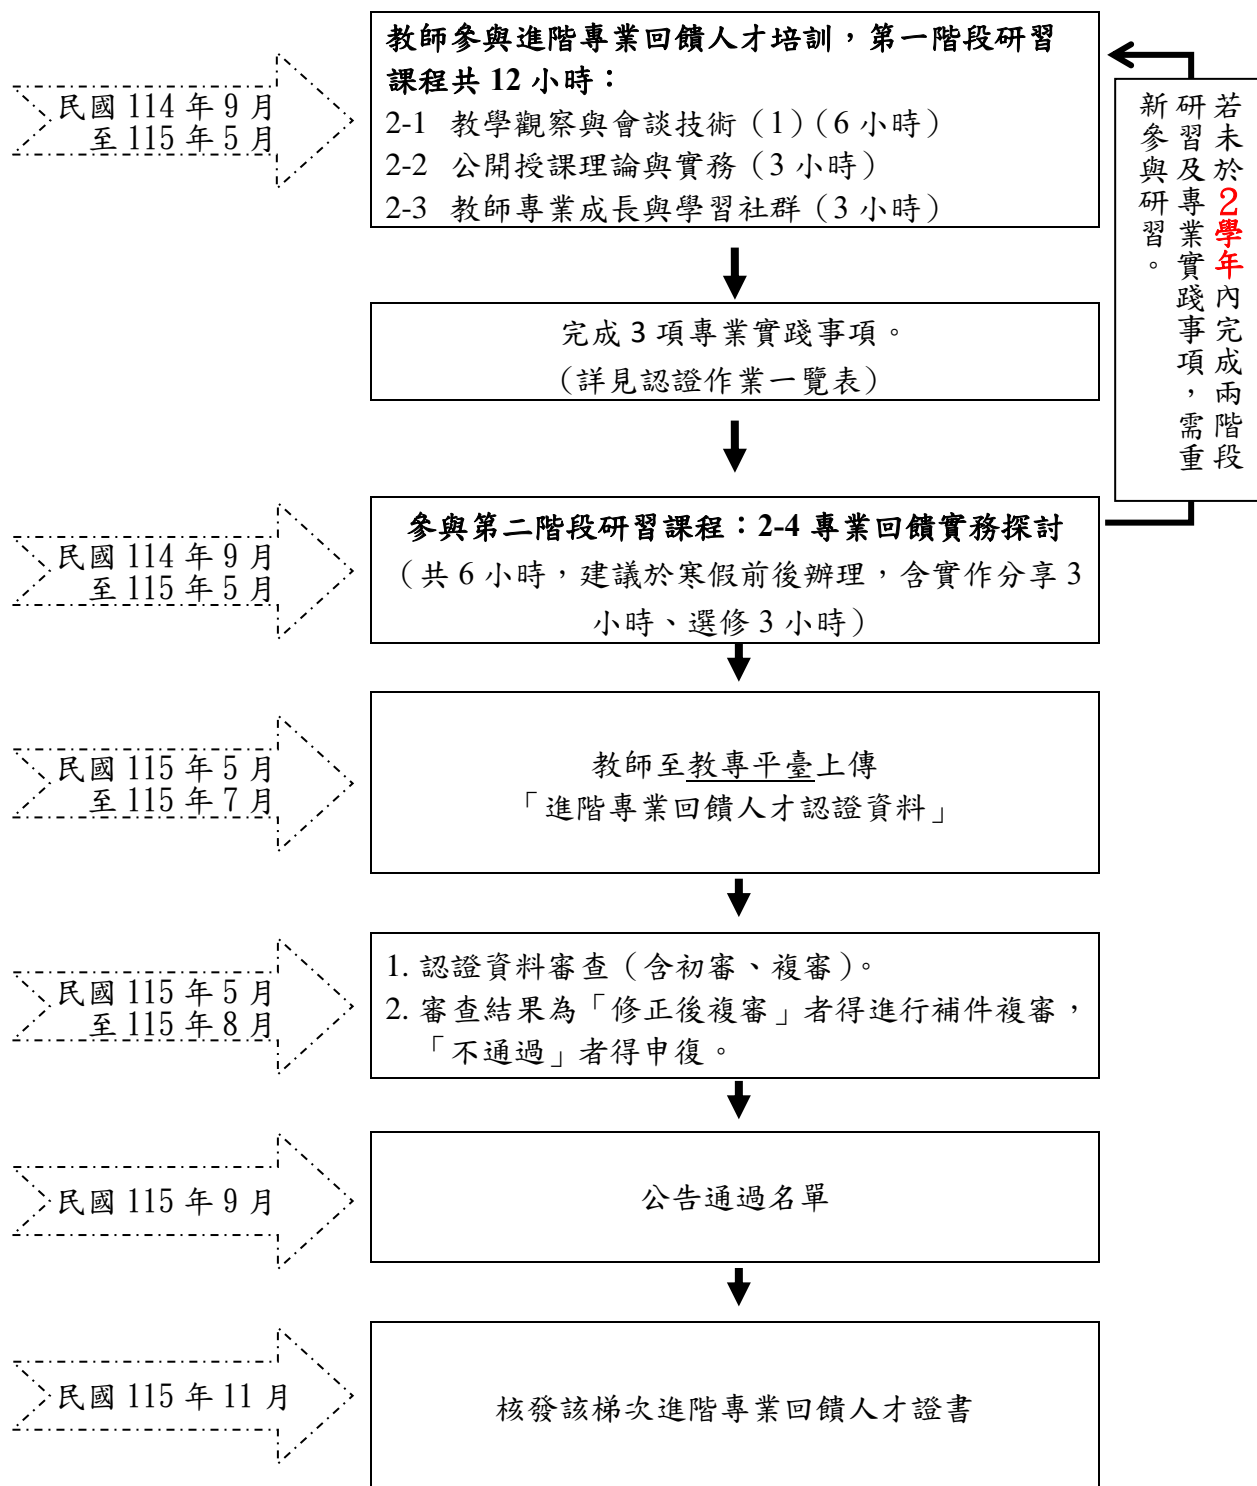 民國 114 年 9 月
至 115 年 5 月
教師參與進階專業回饋人才培訓，第一階段研習
課程共 12 小時：
2-1 教學觀察與會談技術（1）（6 小時）
2-2 公開授課理論與實務（3 小時）
2-3 教師專業成長與學習社群（3 小時）
若未於2學年內完成兩階段
研習及專業實踐事項，需重
新參與研習。
完成 3 項專業實踐事項。
（詳見認證作業一覽表）
民國 114 年 9 月
至 115 年 5 月
參與第二階段研習課程：2-4 專業回饋實務探討
（共 6 小時，建議於寒假前後辦理，含實作分享 3
小時、選修 3 小時）
民國 115 年 5 月
至 115 年 7 月
教師至教專平臺上傳
「進階專業回饋人才認證資料」
民國 115 年 5 月
至 115 年 8 月
1. 認證資料審查（含初審、複審）。
2. 審查結果為「修正後複審」者得進行補件複審，
「不通過」者得申復。
民國 115 年 9 月
公告通過名單
民國 115 年 11 月
核發該梯次進階專業回饋人才證書